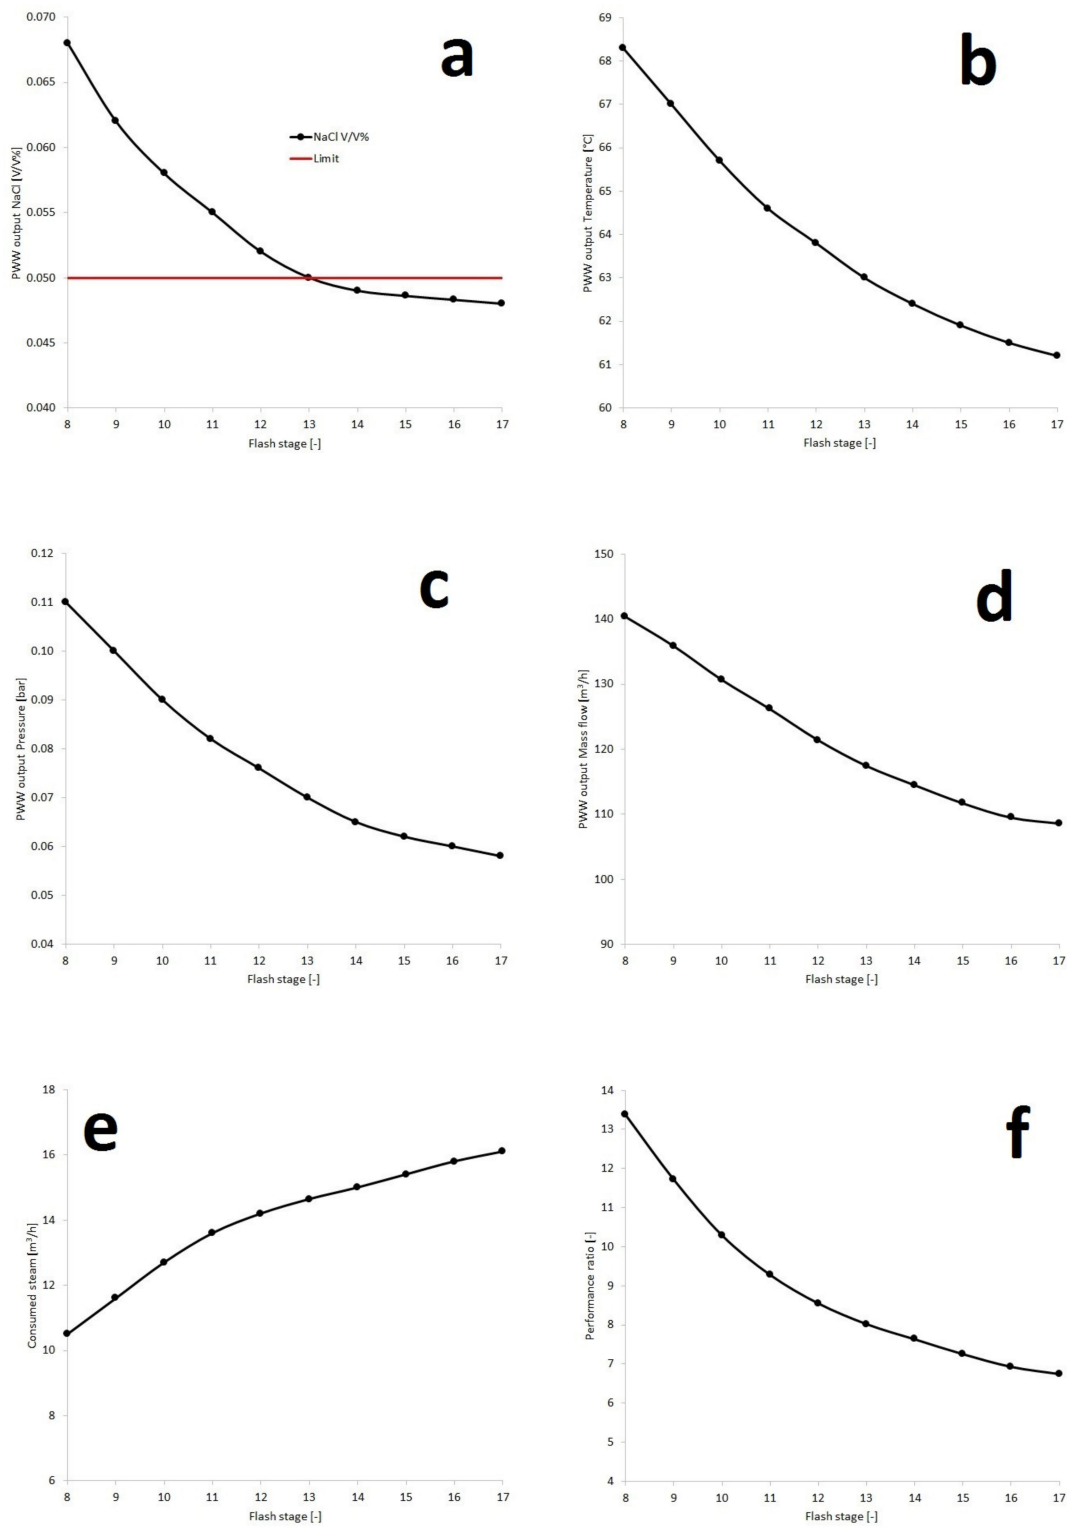 a
0.070
0.065
0.060
0.055
0.050
0.045
0.040
PWW output NaCl [V/V%]
NaCl V/V%
Limit
8 9 10 11 12 13 14 15 16 17
Flash stage [-]
b
69
68
67
66
65
64
63
62
61
60
PWW output Temperature [°C]
8 9 10 11 12 13 14 15 16 17
Flash stage [-]
c
0.12
0.11
0.10
0.09
0.08
0.07
0.06
0.05
0.04
PWW output Pressure [bar]
8 9 10 11 12 13 14 15 16 17
Flash stage [-]
d
150
140
130
120
110
100
90
PWW output Mass flow [m³/h]
8 9 10 11 12 13 14 15 16 17
Flash stage [-]
e
18
16
14
12
10
8
6
Consumed steam [m³/h]
8 9 10 11 12 13 14 15 16 17
Flash stage [-]
f
14
13
12
11
10
9
8
7
6
5
4
Performance ratio [-]
8 9 10 11 12 13 14 15 16 17
Flash stage [-]